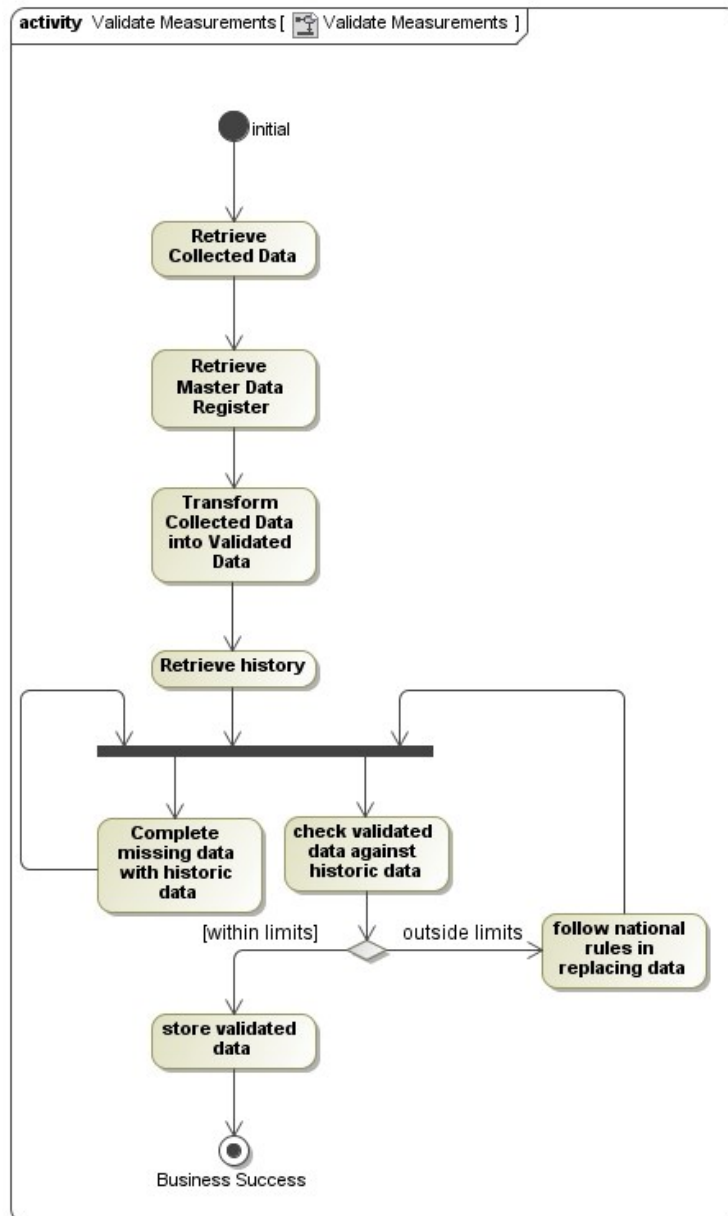 activity Validate Measurements [ Validate Measurements ]
initial
Retrieve
Collected Data
Retrieve
Master Data
Register
Transform
Collected Data
into Validated
Data
Retrieve history
Complete
missing data
with historic
data
check validated
data against
historic data
[within limits]
outside limits
follow national
rules in
replacing data
store validated
data
Business Success